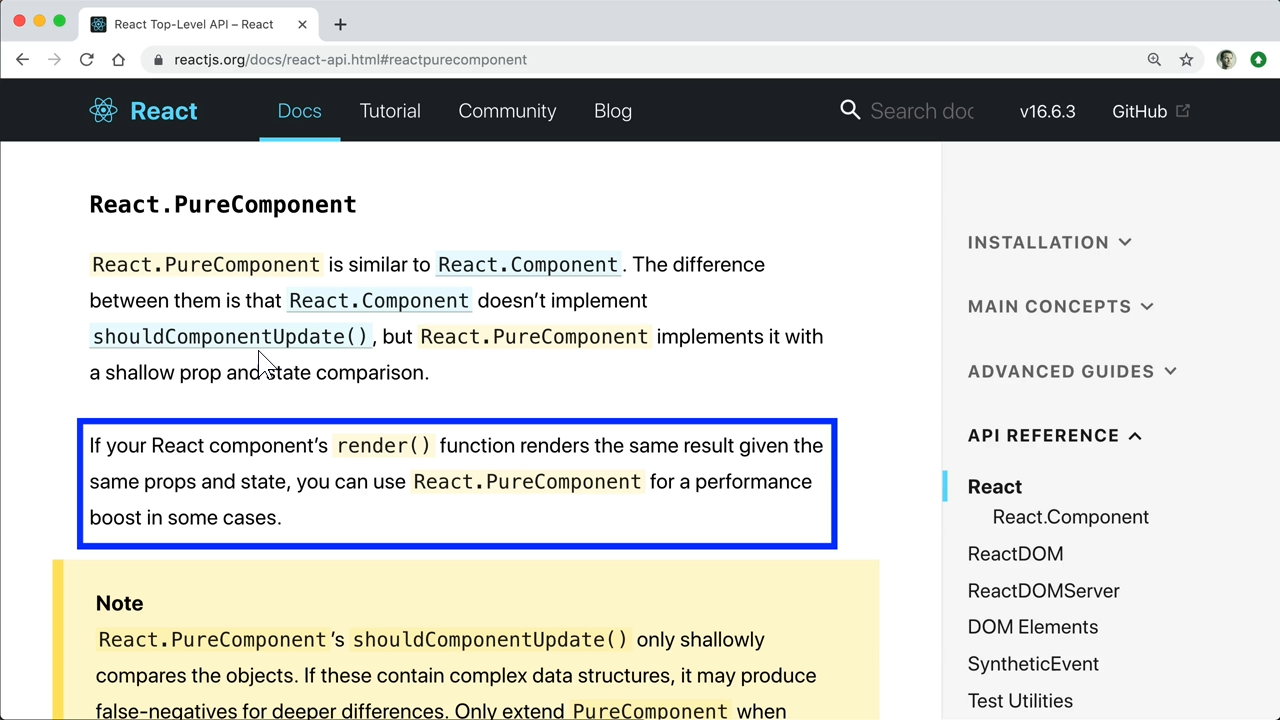 React Top-Level API – React
reactjs.org/docs/react-api.html#reactpurecomponent
React Docs Tutorial Community Blog Search doc v16.6.3 GitHub
React.PureComponent
React.PureComponent is similar to React.Component. The difference
between them is that React.Component doesn’t implement
shouldComponentUpdate(), but React.PureComponent implements it with
a shallow prop and state comparison.
If your React component’s render() function renders the same result given the
same props and state, you can use React.PureComponent for a performance
boost in some cases.
Note
React.PureComponent’s shouldComponentUpdate() only shallowly
compares the objects. If these contain complex data structures, it may produce
false-negatives for deeper differences. Only extend PureComponent when
INSTALLATION
MAIN CONCEPTS
ADVANCED GUIDES
API REFERENCE
React
React.Component
ReactDOM
ReactDOMServer
DOM Elements
SyntheticEvent
Test Utilities